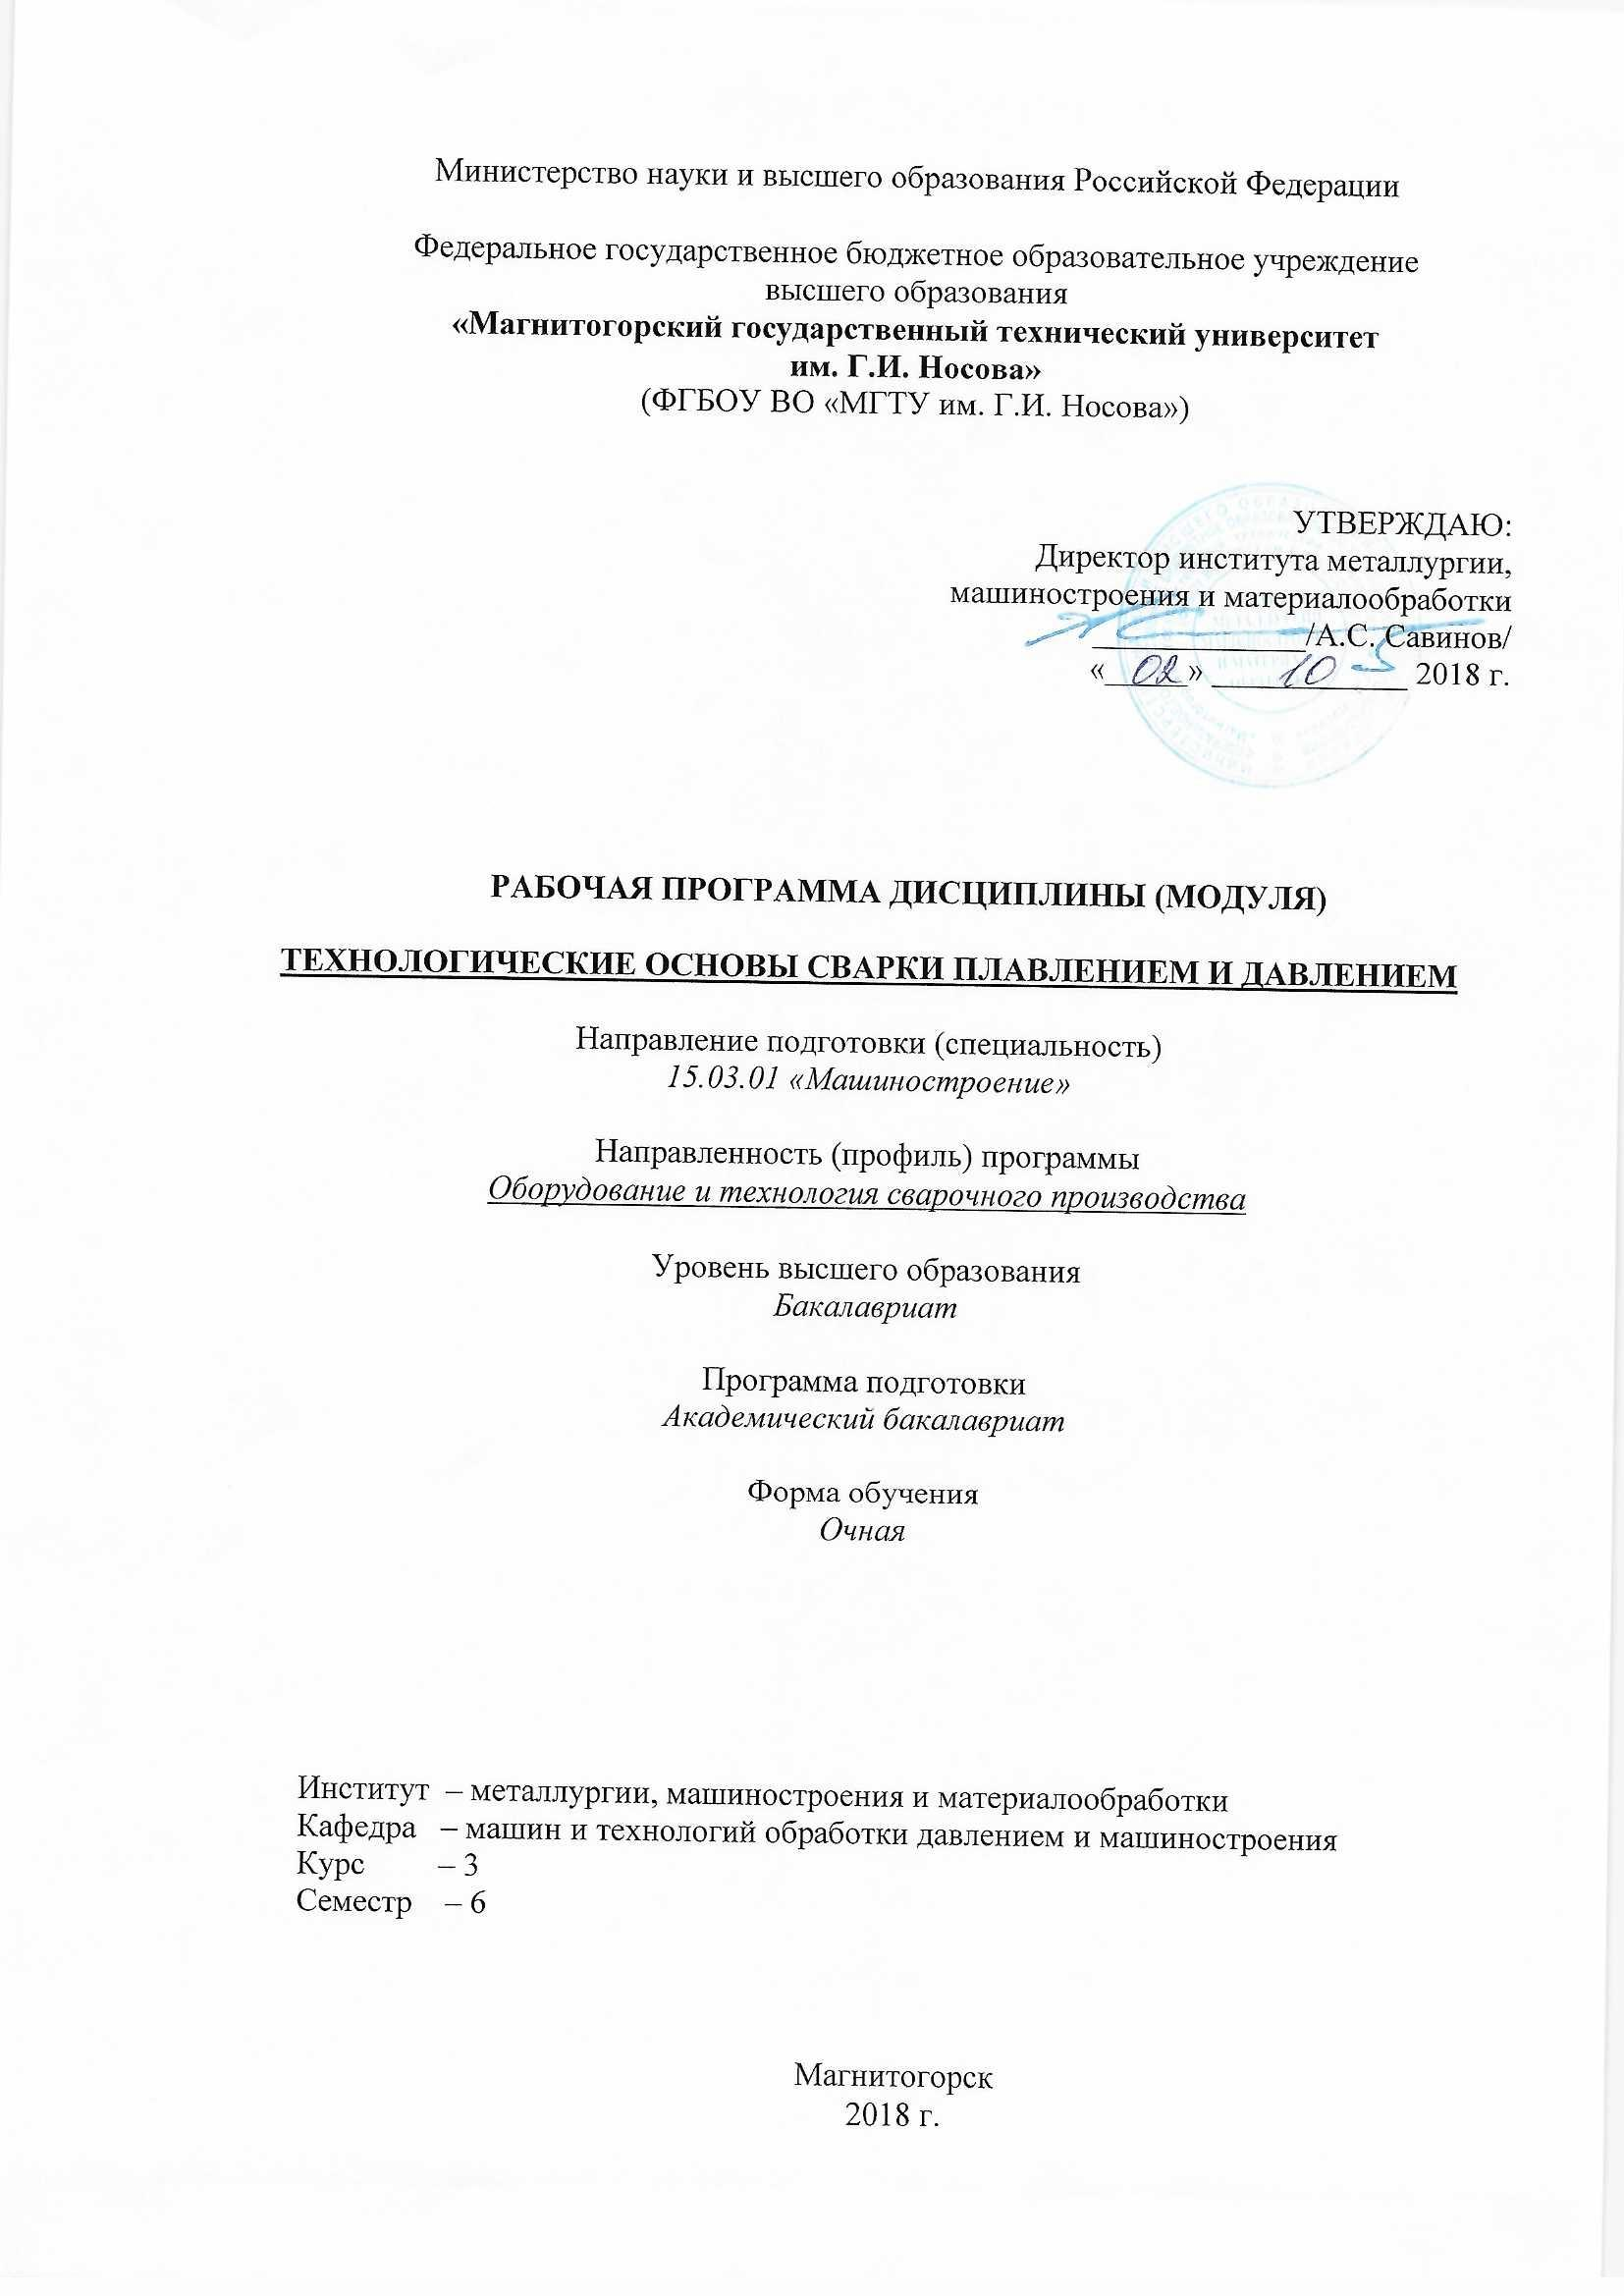 Министерство науки и высшего образования Российской Федерации
Федеральное государственное бюджетное образовательное учреждение
высшего образования
«Магнитогорский государственный технический университет
им. Г.И. Носова»
(ФГБОУ ВО «МГТУ им. Г.И. Носова»)
УТВЕРЖДАЮ:
Директор института металлургии,
машиностроения и материалообработки
/А.С. Савинов/
«02» 10 2018 г.
РАБОЧАЯ ПРОГРАММА ДИСЦИПЛИНЫ (МОДУЛЯ)
ТЕХНОЛОГИЧЕСКИЕ ОСНОВЫ СВАРКИ ПЛАВЛЕНИЕМ И ДАВЛЕНИЕМ
Направление подготовки (специальность)
15.03.01 «Машиностроение»
Направленность (профиль) программы
Оборудование и технология сварочного производства
Уровень высшего образования
Бакалавриат
Программа подготовки
Академический бакалавриат
Форма обучения
Очная
Институт – металлургии, машиностроения и материалообработки
Кафедра – машин и технологий обработки давлением и машиностроения
Курс – 3
Семестр – 6
Магнитогорск
2018 г.